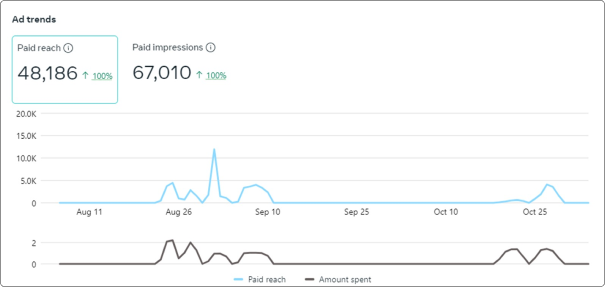 Ad trends
Paid reach
48,186 ↑ 100%
Paid impressions
67,010 ↑ 100%
20.0K
15.0K
10.0K
5.0K
0
Aug 11 Aug 26 Sep 10 Sep 25 Oct 10 Oct 25
2
0
Paid reach Amount spent